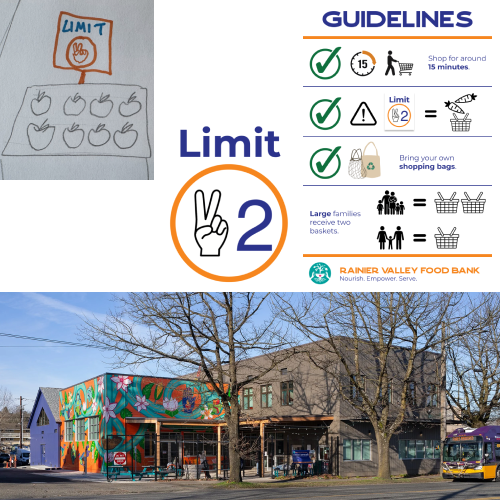 LIMIT
Limit
2
GUIDELINES
15
Shop for around
15 minutes.
Limit
2
=
Bring your own
shopping bags.
Large families
receive two
baskets.
=
=
RAINIER VALLEY FOOD BANK
Nourish. Empower. Serve.